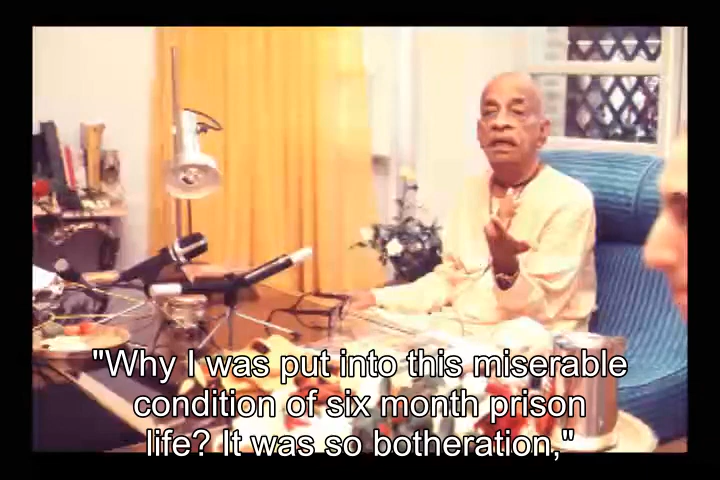 "Why I was put into this miserable
condition of six month prison
life? It was so botheration,"